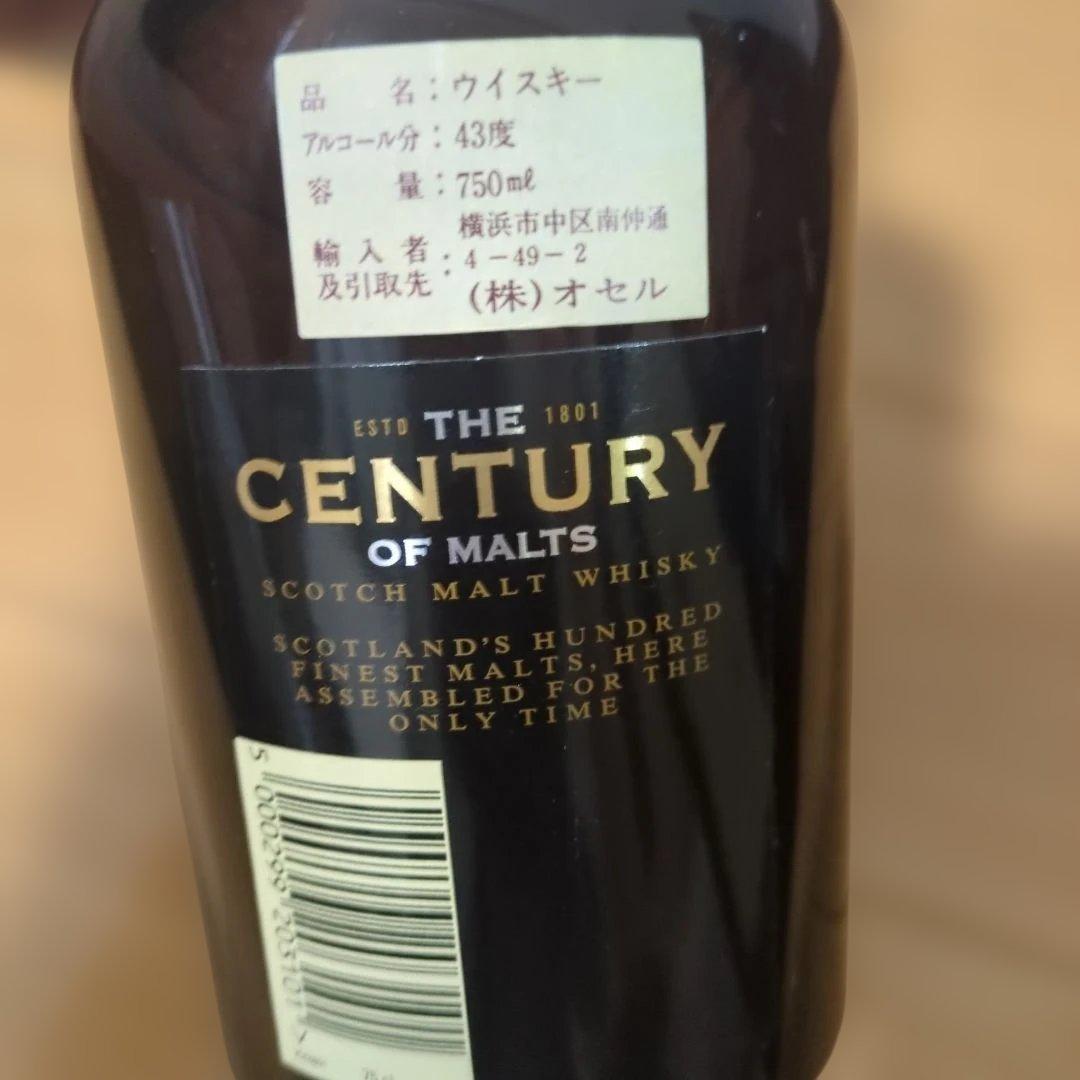 品　　名：ウイスキー
アルコール分：43度
容　　量：750mℓ
輸入者及引取先：横浜市中区南仲通
4－49－2
(株)オセル
ESTD THE 1801
CENTURY
OF MALTS
SCOTCH MALT WHISKY
SCOTLAND'S HUNDRED
FINEST MALTS, HERE
ASSEMBLED FOR THE
ONLY TIME
5 000299 203101